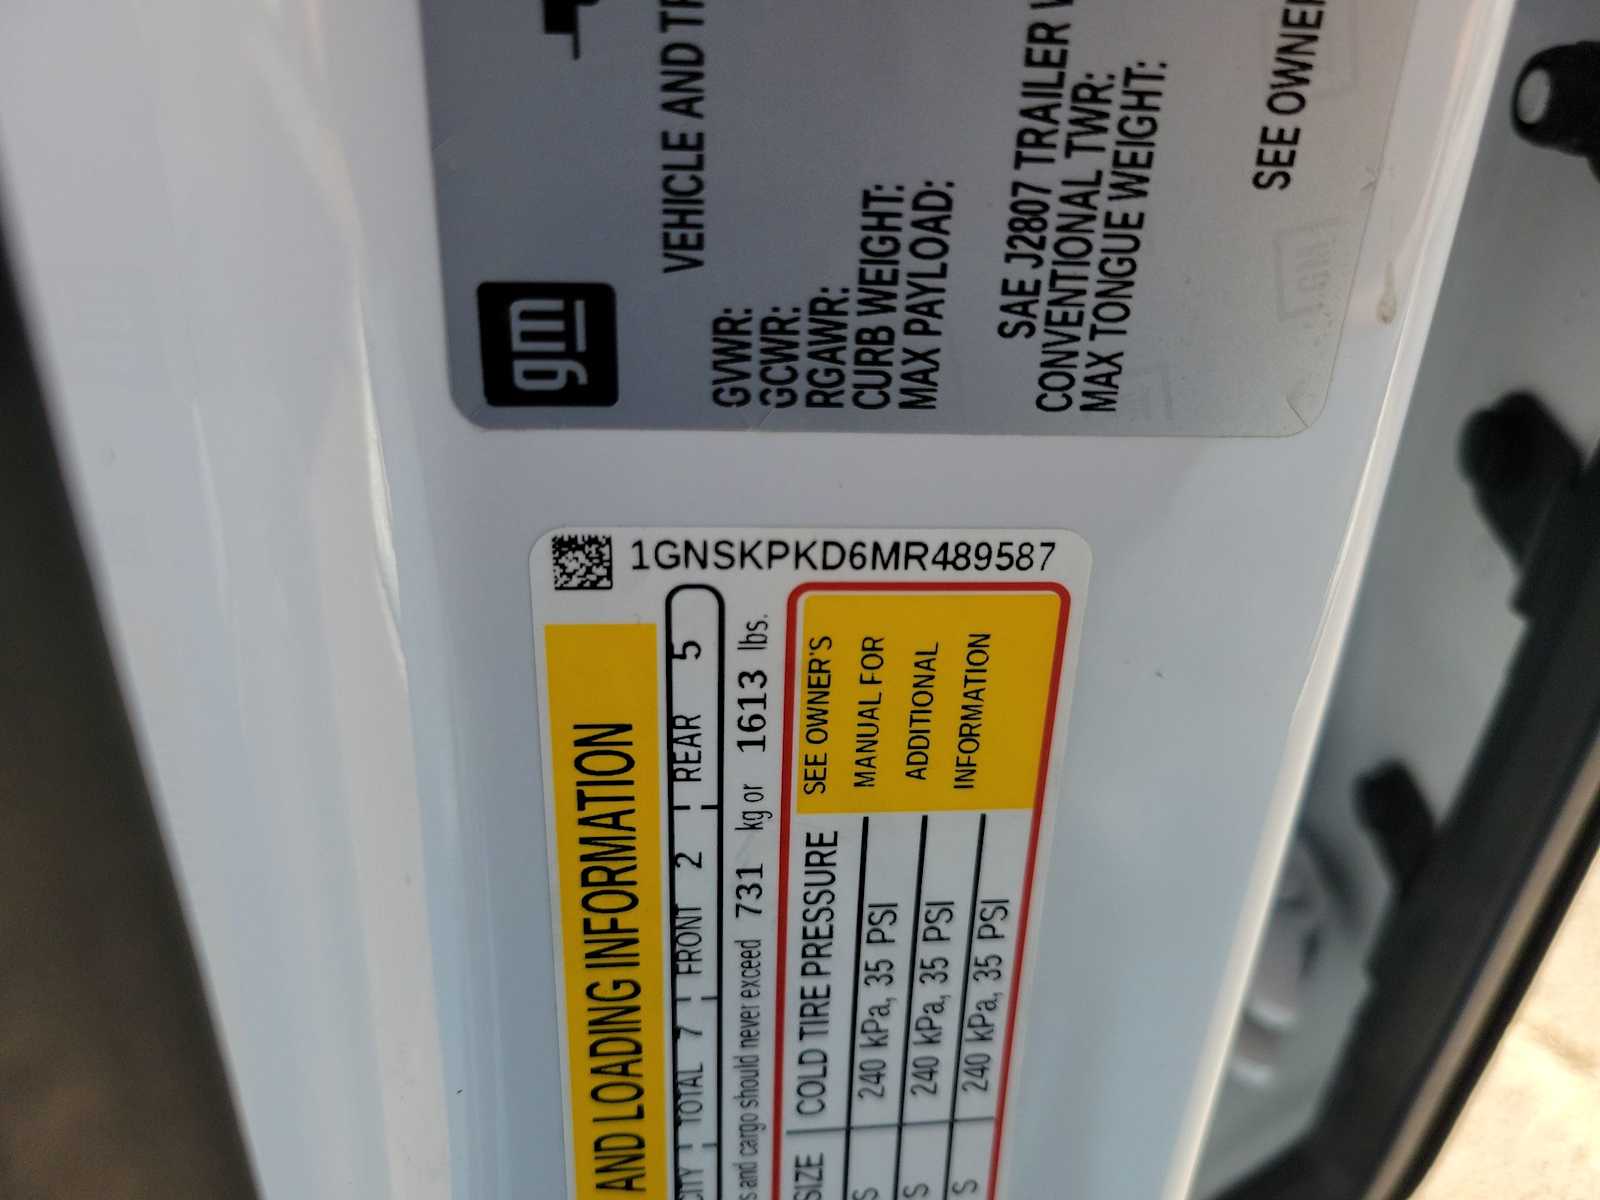 gm
VEHICLE AND
GVWR:
GCWR:
RGAWR:
CURB WEIGHT:
MAX PAYLOAD:
SAE J2807 TRAILER
CONVENTIONAL TWR:
MAX TONGUE WEIGHT:
SEE OWNER
1GNSKPKD6MR489587
AND LOADING INFORMATION
TOTAL 7 FRONT 2 REAR 5
and cargo should never exceed 731 kg or 1613 lbs.
SIZE COLD TIRE PRESSURE SEE OWNER'S
240 kPa, 35 PSI MANUAL FOR
240 kPa, 35 PSI ADDITIONAL
240 kPa, 35 PSI INFORMATION